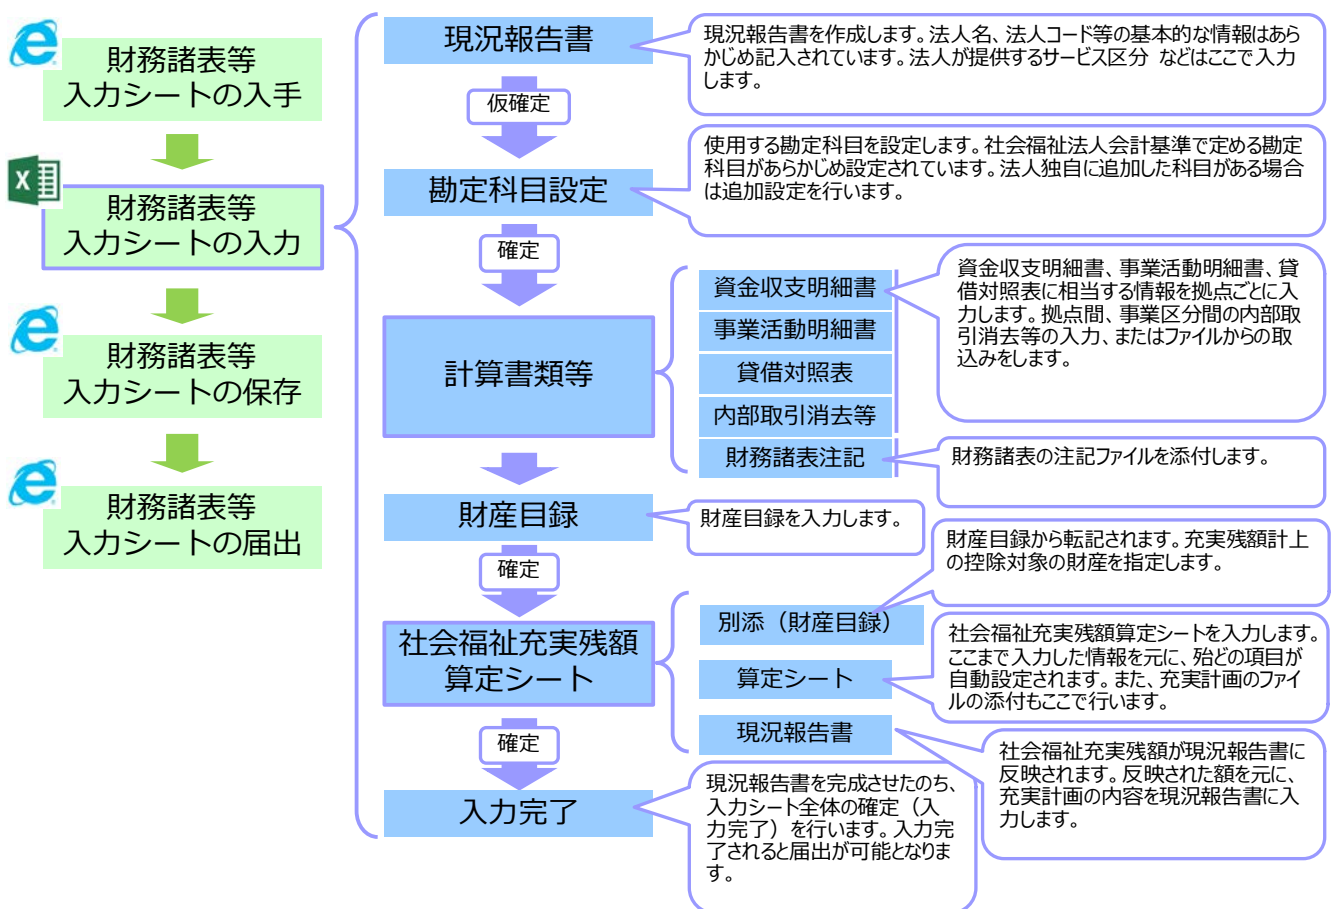 財務諸表等
入力シートの入手
財務諸表等
入力シートの入力
財務諸表等
入力シートの保存
財務諸表等
入力シートの届出
現況報告書
現況報告書を作成します。法人名、法人コード等の基本的な情報はあら
かじめ記入されています。法人が提供するサービス区分 などはここで入力
します。
仮確定
勘定科目設定
使用する勘定科目を設定します。社会福祉法人会計基準で定める勘定
科目があらかじめ設定されています。法人独自に追加した科目がある場合
は追加設定を行います。
確定
計算書類等
資金収支明細書
事業活動明細書
貸借対照表
内部取引消去等
財務諸表注記
資金収支明細書、事業活動明細書、貸
借対照表に相当する情報を拠点ごとに入
力します。拠点間、事業区分間の内部取
引消去等の入力、またはファイルからの取
込みをします。
財務諸表の注記ファイルを添付します。
財産目録
財産目録を入力します。
確定
社会福祉充実残額
算定シート
別添（財産目録）
財産目録から転記されます。充実残額計上
の控除対象の財産を指定します。
算定シート
社会福祉充実残額算定シートを入力します。
ここまで入力した情報を元に、殆どの項目が
自動設定されます。また、充実計画のファイ
ルの添付もここで行います。
現況報告書
社会福祉充実残額が現況報告書に
反映されます。反映された額を元に、
充実計画の内容を現況報告書に入
力します。
確定
入力完了
現況報告書を完成させたのち、
入力シート全体の確定（入
力完了）を行います。入力完
了されると届出が可能となりま
す。